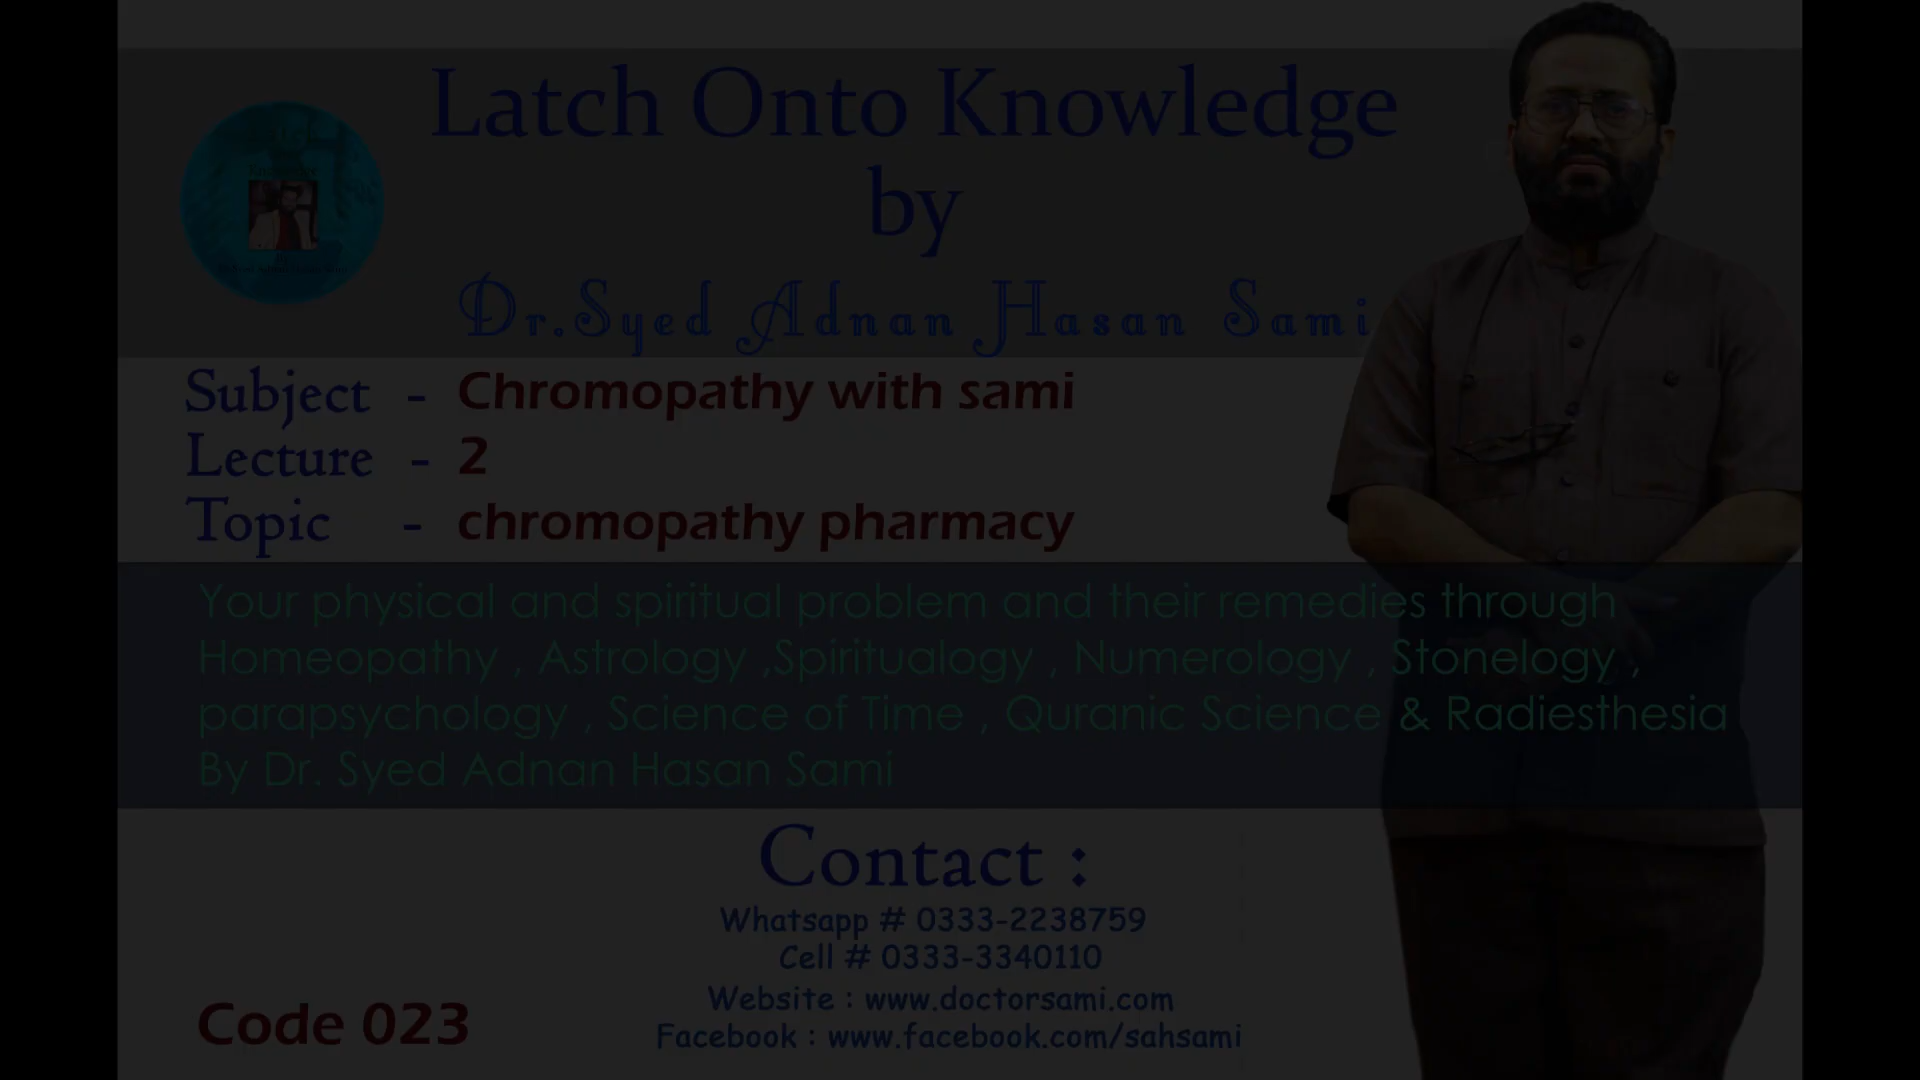 Latch Onto Knowledge
by
Dr.Syed Adnan Hasan Sami
Subject - Chromopathy with sami
Lecture - 2
Topic - chromopathy pharmacy
Your physical and spiritual problem and their remedies through
Homeopathy , Astrology ,Spiritualogy , Numerology , Stonelogy ,
parapsychology , Science of Time , Quranic Science & Radiesthesia
By Dr. Syed Adnan Hasan Sami
Contact :
Whatsapp # 0333-2238759
Cell # 0333-3340110
Website : www.doctorsami.com
Facebook : www.facebook.com/sahsami
Code 023